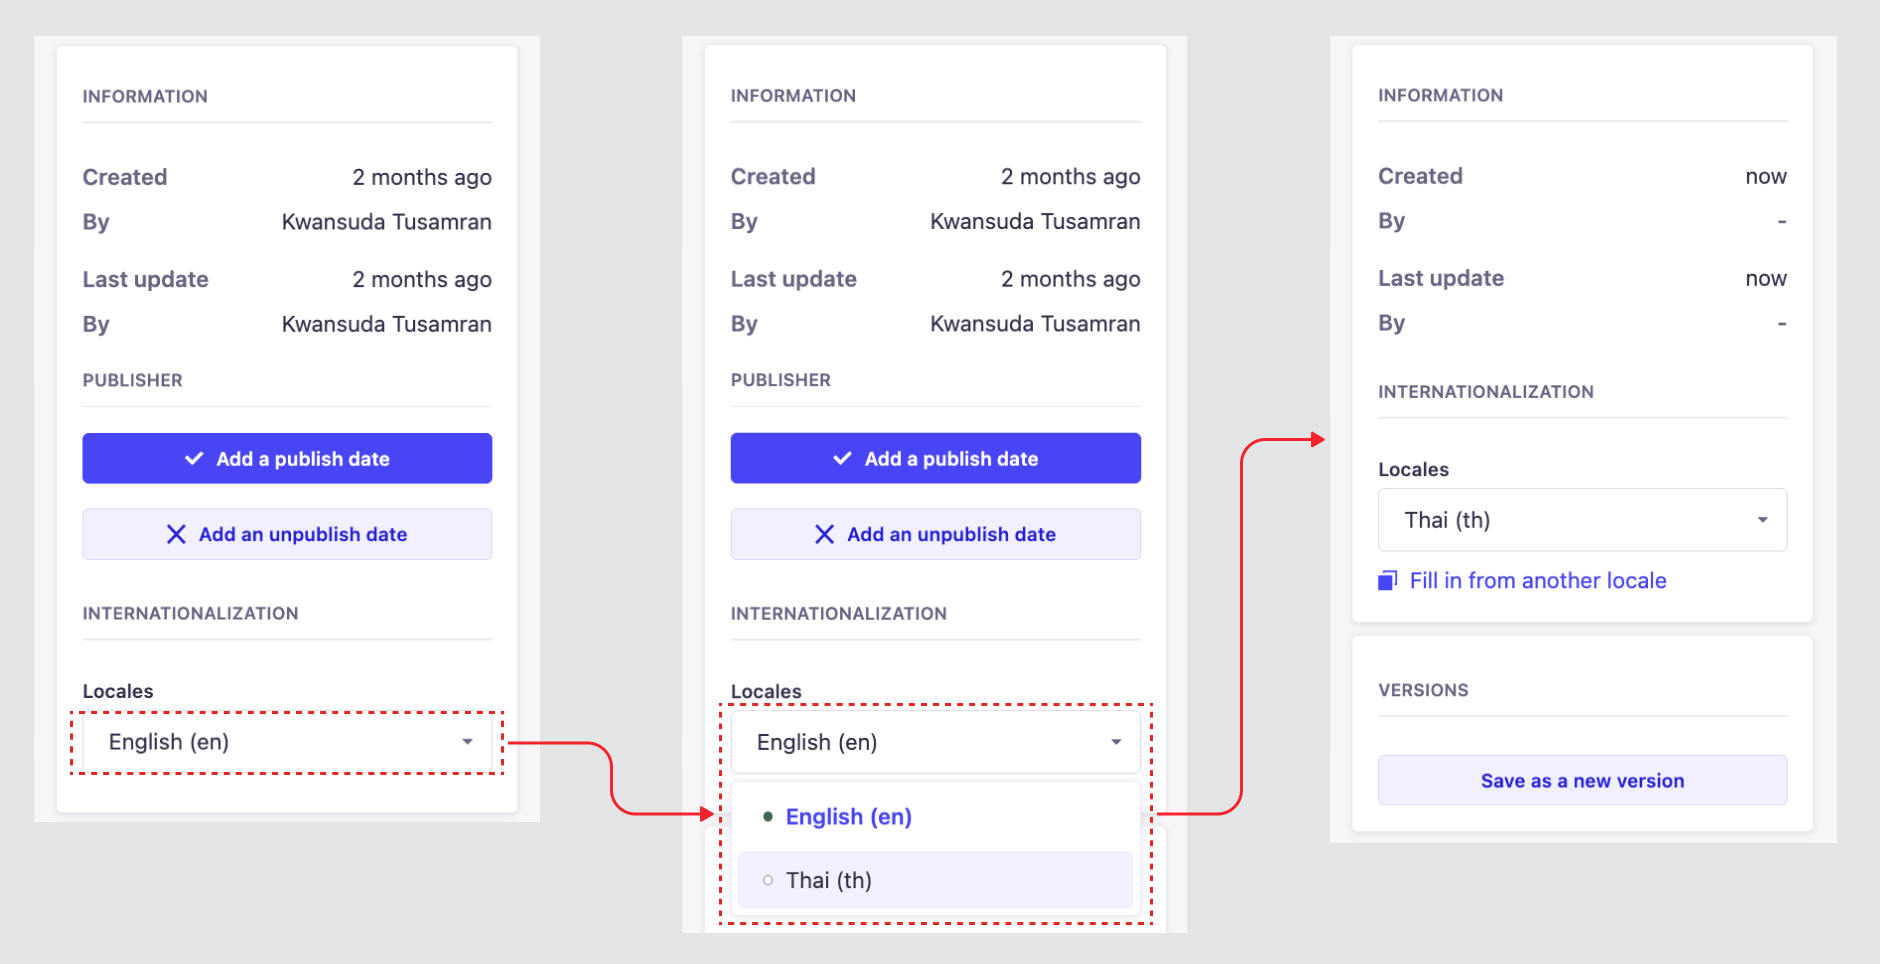 INFORMATION
Created 2 months ago
By Kwansuda Tusamran
Last update 2 months ago
By Kwansuda Tusamran
PUBLISHER
Add a publish date
Add an unpublish date
INTERNATIONALIZATION
Locales
English (en)
INFORMATION
Created 2 months ago
By Kwansuda Tusamran
Last update 2 months ago
By Kwansuda Tusamran
PUBLISHER
Add a publish date
Add an unpublish date
INTERNATIONALIZATION
Locales
English (en)
English (en)
Thai (th)
INFORMATION
Created now
By -
Last update now
By -
INTERNATIONALIZATION
Locales
Thai (th)
Fill in from another locale
VERSIONS
Save as a new version